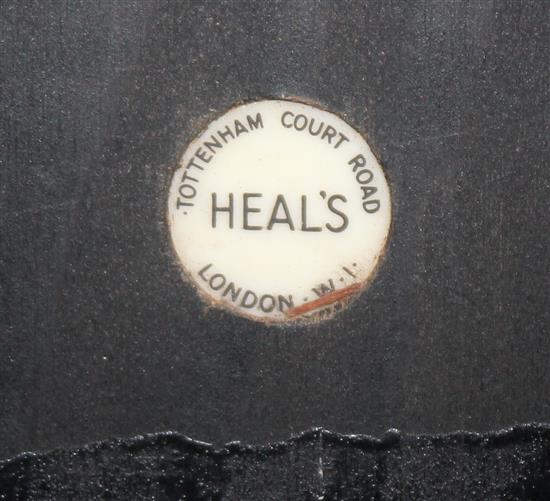 ·TOTTENHAM COURT ROAD
HEAL'S
LONDON·W·1·